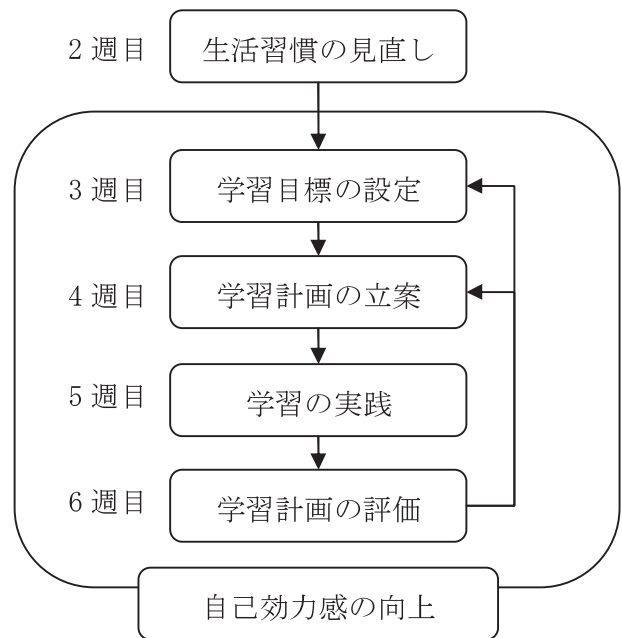 2週目 生活習慣の見直し
3週目 学習目標の設定
4週目 学習計画の立案
5週目 学習の実践
6週目 学習計画の評価
自己効力感の向上